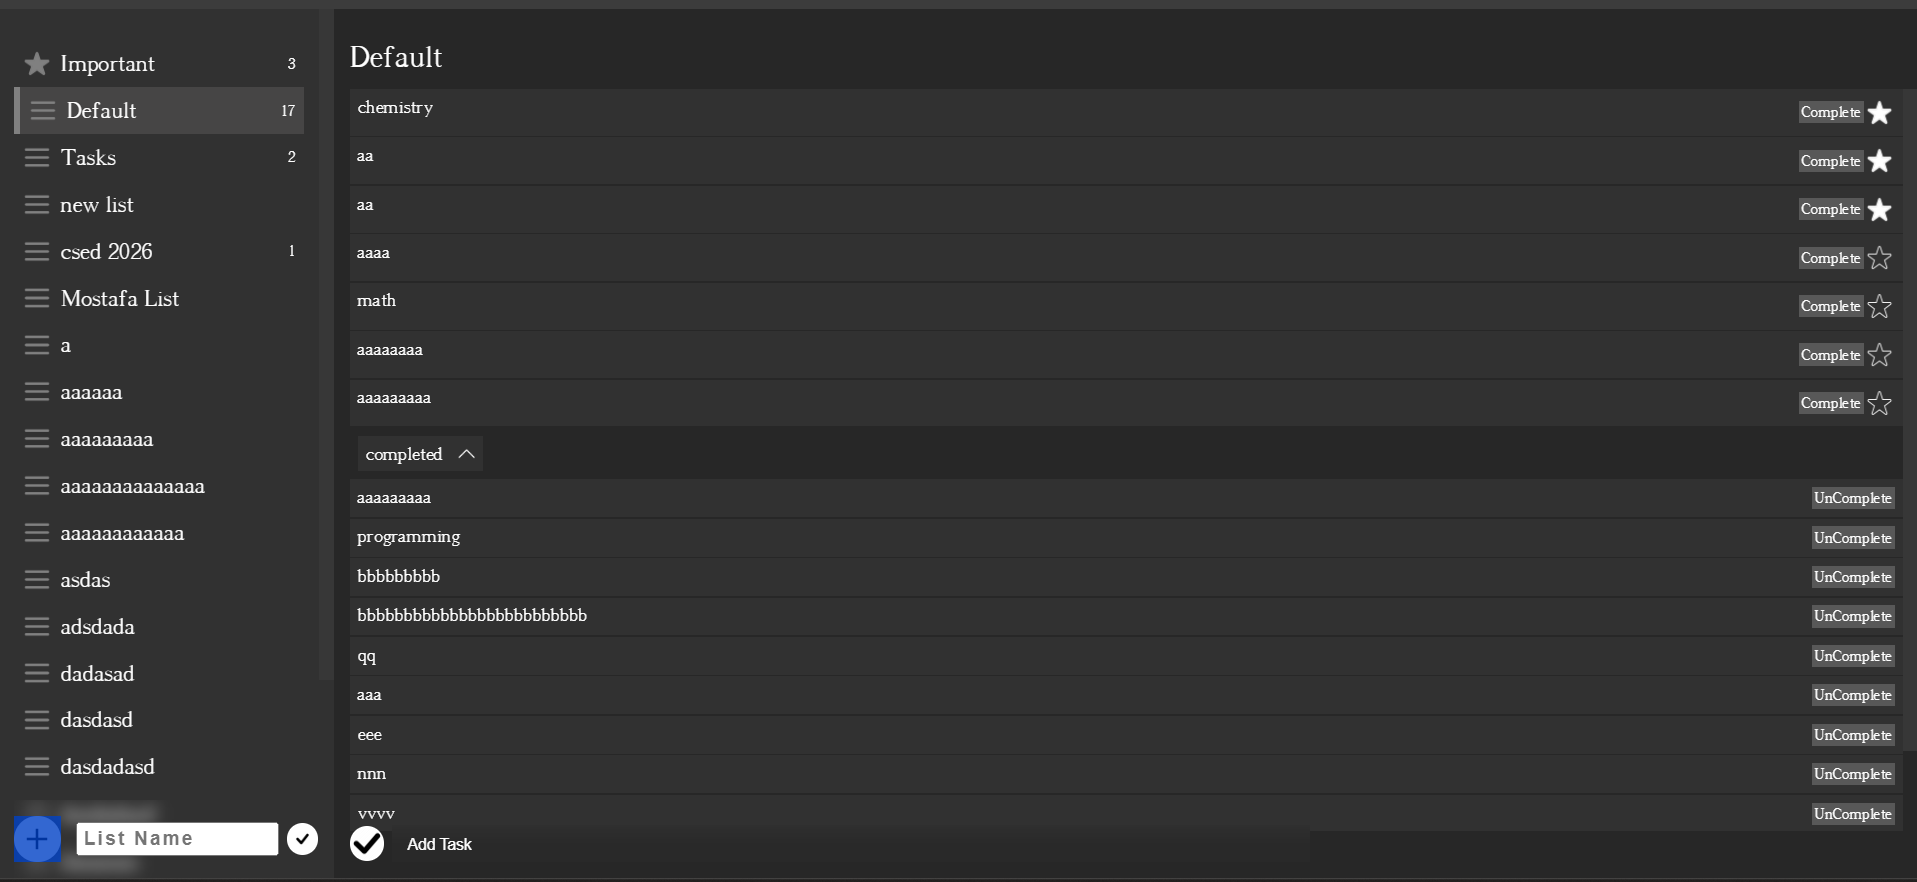 Important 3
Default 17
Tasks 2
new list
csed 2026 1
Mostafa List
a
aaaaaa
aaaaaaaaa
aaaaaaaaaaaaaa
aaaaaaaaaaaa
asdas
adsdada
dadasad
dasdasd
dasdadasd
List Name
Default
chemistry Complete
aa Complete
aa Complete
aaaa Complete
math Complete
aaaaaaaa Complete
aaaaaaaaa Complete
completed
aaaaaaaaa UnComplete
programming UnComplete
bbbbbbbbb UnComplete
bbbbbbbbbbbbbbbbbbbbbbbbb UnComplete
qq UnComplete
aaa UnComplete
eee UnComplete
nnn UnComplete
vvvv UnComplete
Add Task